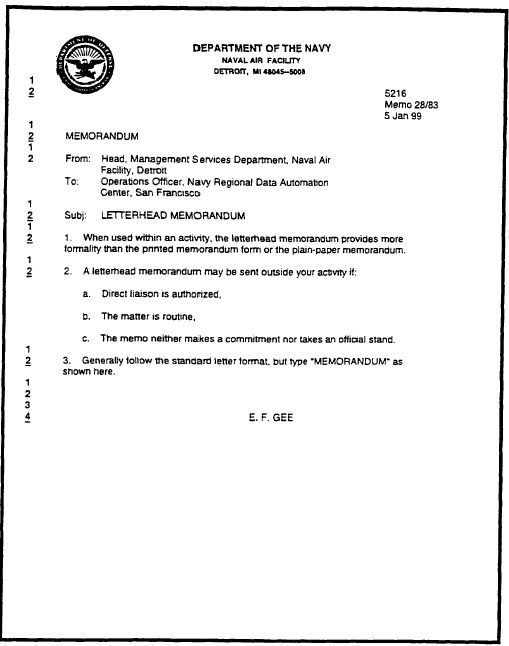 DEPARTMENT OF THE NAVY
NAVAL AIR FACILITY
DETROIT, MI 48045-5008
1
2
5216
Memo 28/83
5 Jan 99
1
2
MEMORANDUM
1
2
From: Head, Management Services Department, Naval Air
Facility, Detroit
To: Operations Officer, Navy Regional Data Automation
Center, San Francisco
1
2
Subj: LETTERHEAD MEMORANDUM
1
2
1. When used within an activity, the letterhead memorandum provides more
formality than the printed memorandum form or the plain-paper memorandum.
1
2
2. A letterhead memorandum may be sent outside your activity if:
a. Direct liaison is authorized,
b. The matter is routine,
c. The memo neither makes a commitment nor takes an official stand.
1
2
3. Generally follow the standard letter format, but type "MEMORANDUM" as
shown here.
1
2
3
4
E. F. GEE